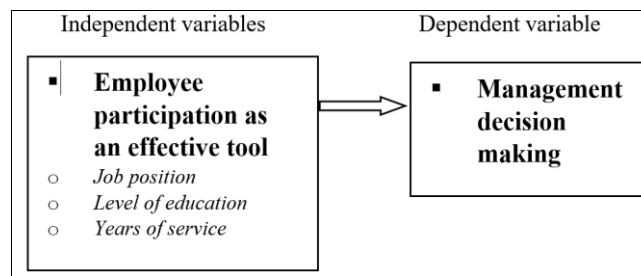 Independent variables
Dependent variable
▪ Employee
participation as
an effective tool
o Job position
o Level of education
o Years of service
▪ Management
decision
making